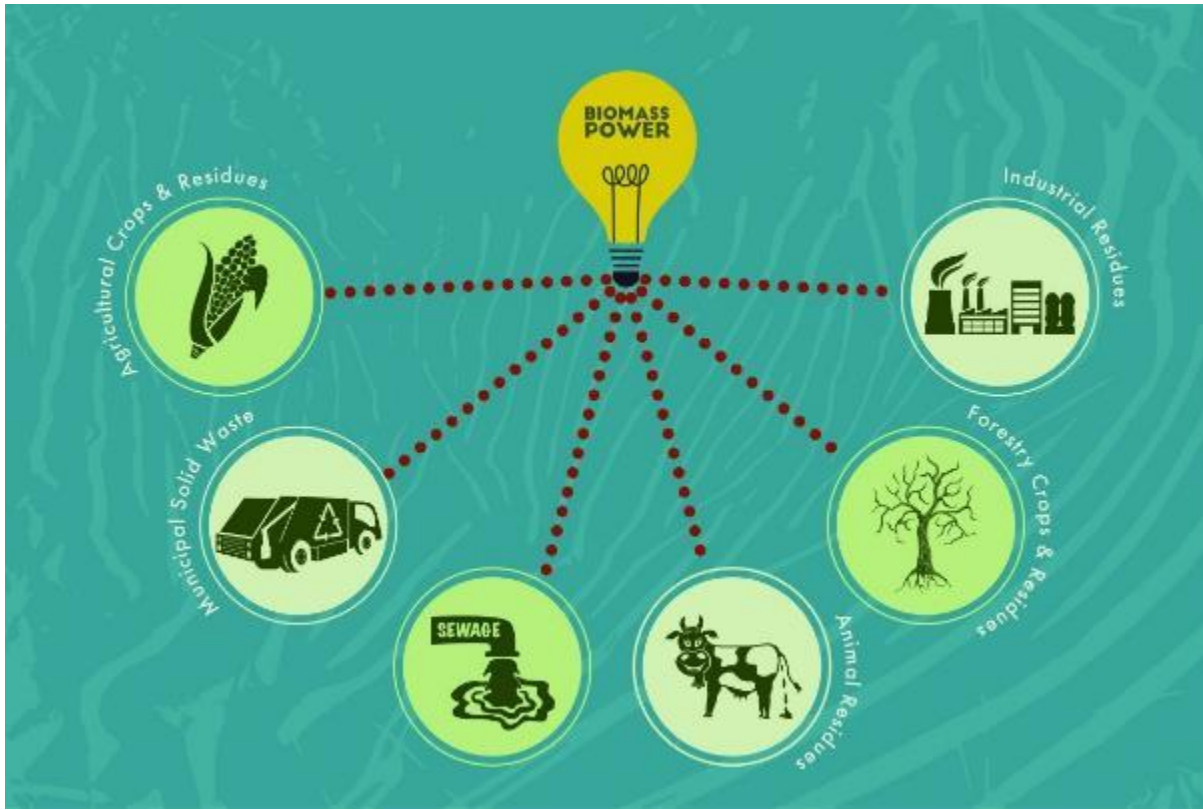 BIOMASS
POWER
Agricultural Crops & Residues
Industrial Residues
Municipal Solid Waste
Forestry Crops & Residues
SEWAGE
Animal Residues